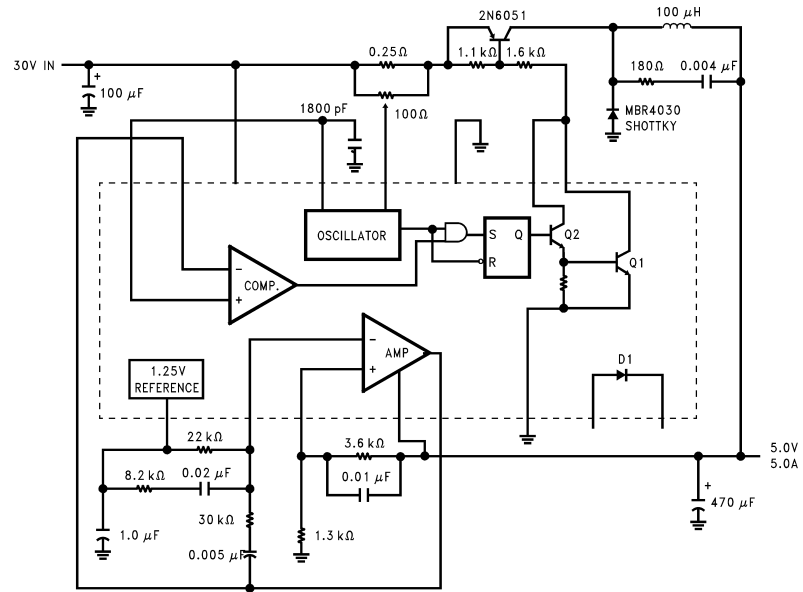 2N6051
100 μH
30V IN
0.25Ω
1.1 kΩ
1.6 kΩ
180Ω
0.004 μF
+
100 μF
1800 pF
100Ω
MBR4030
SHOTTKY
OSCILLATOR
S
Q
R
Q2
Q1
−
COMP.
+
−
AMP
+
1.25V
REFERENCE
D1
22 kΩ
3.6 kΩ
5.0V
5.0A
8.2 kΩ
0.02 μF
0.01 μF
+
470 μF
30 kΩ
1.0 μF
1.3 kΩ
0.005 μF